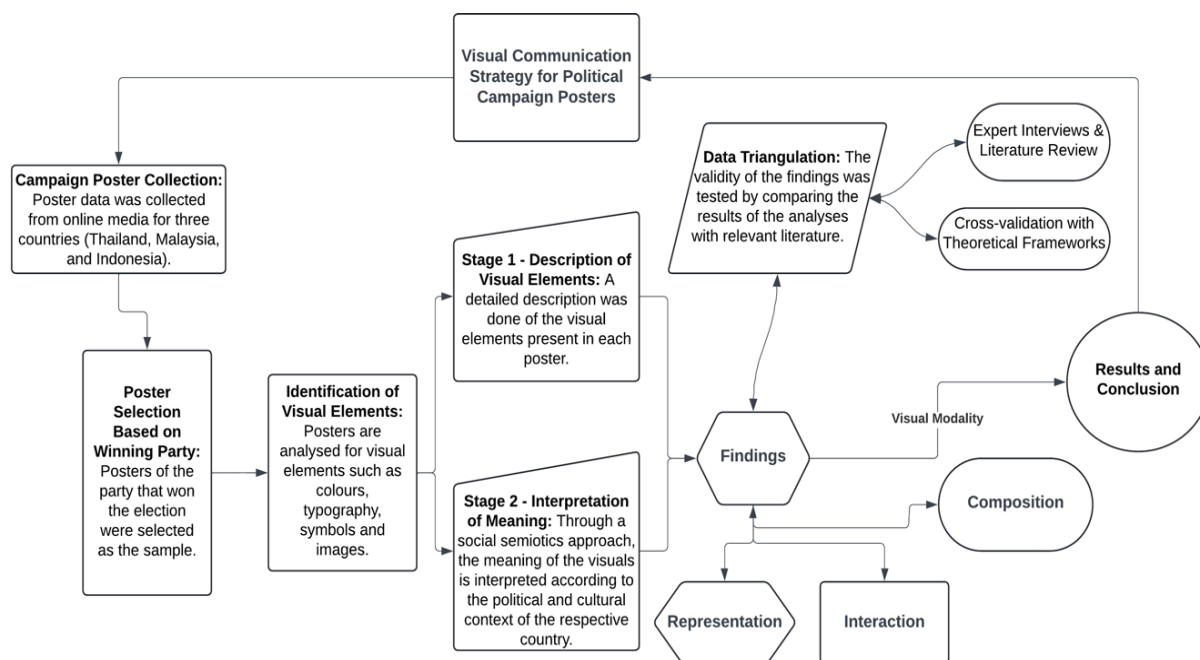 Visual Communication
Strategy for Political
Campaign Posters
Campaign Poster Collection:
Poster data was collected
from online media for three
countries (Thailand, Malaysia,
and Indonesia).
Poster
Selection
Based on
Winning Party:
Posters of the
party that won
the election
were selected
as the sample.
Identification of
Visual Elements:
Posters are
analysed for visual
elements such as
colours,
typography,
symbols and
images.
Stage 1 - Description of
Visual Elements: A
detailed description was
done of the visual
elements present in each
poster.
Stage 2 - Interpretation
of Meaning: Through a
social semiotics approach,
the meaning of the visuals
is interpreted according to
the political and cultural
context of the respective
country.
Data Triangulation: The
validity of the findings was
tested by comparing the
results of the analyses
with relevant literature.
Expert Interviews &
Literature Review
Cross-validation with
Theoretical Frameworks
Findings
Visual Modality
Results and
Conclusion
Composition
Representation
Interaction